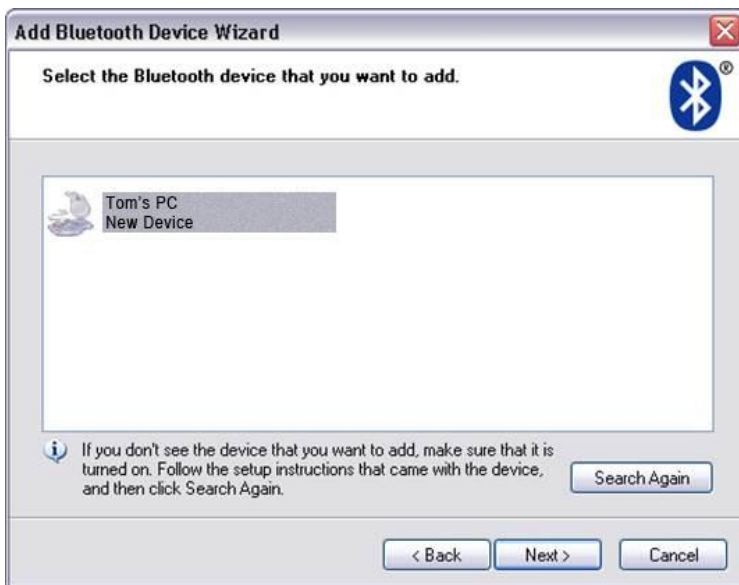 Add Bluetooth Device Wizard
Select the Bluetooth device that you want to add.
®
Tom's PC
New Device
If you don't see the device that you want to add, make sure that it is
turned on. Follow the setup instructions that came with the device,
and then click Search Again.
Search Again
< Back
Next >
Cancel